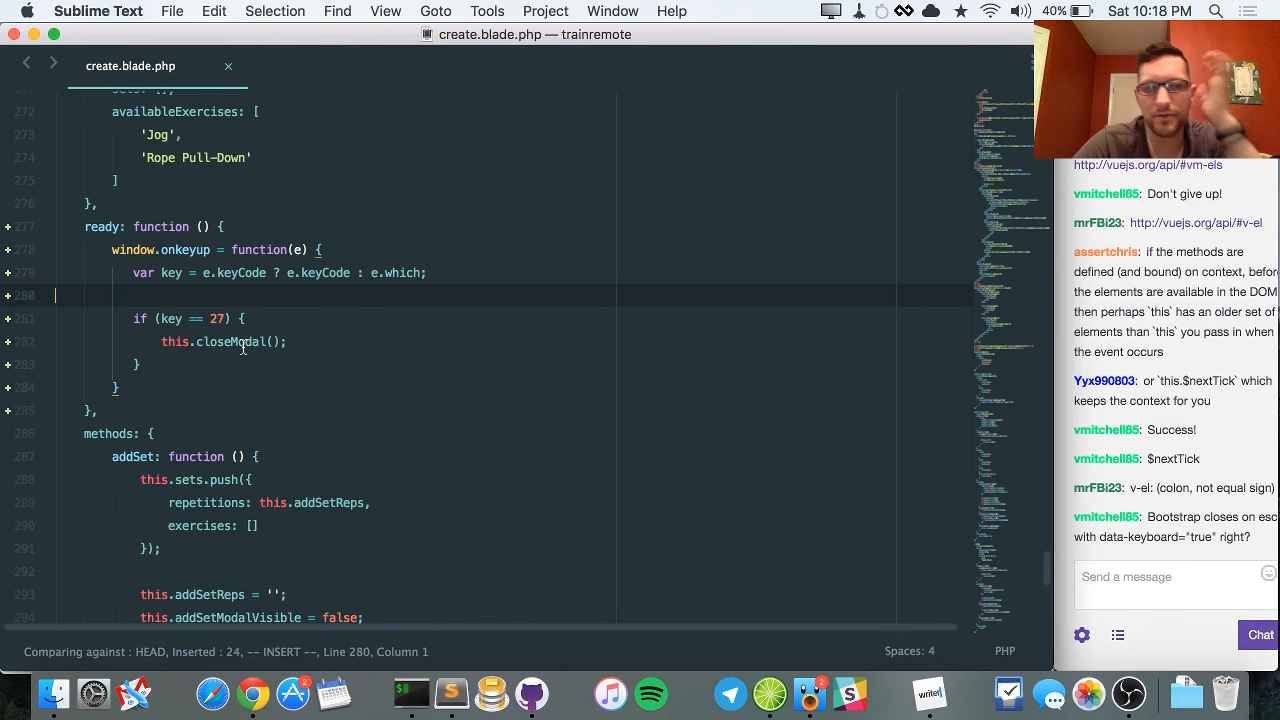 Sublime Text File Edit Selection Find View Goto Tools Project Window Help 40% Sat 10:18 PM
create.blade.php — trainremote
create.blade.php
272 availableExercises: [
273 'Jog',
274 'Rope Pull-Down'
275 ]
276 },
277 ready: function () {
278 window.onkeyup = function(e) {
279 var key = e.keyCode ? e.keyCode : e.which;
280
281 if (key == 27) {
282 this.closeModal();
283 }
284 }
285 },
286 methods: {
287 addSet: function () {
288 this.sets.push({
289 repetitions: this.addSetReps,
290 exercises: []
291 });
292
293 this.addSetReps = '';
294 this.addSetModalVisible = false;
Comparing against : HEAD, Inserted : 24, -- INSERT --, Line 280, Column 1 Spaces: 4 PHP
http://vuejs.org/api/#vm-els
vmitchell85: Don't give up!
mrFBi23: http://vuejs.org/api/#v-el
assertchris: if the methods are
defined (and beind) on context, before
the elements are available in the DOM
then perhaps `this` has an older set of
elements than `this` you pass in when
the event occurs
Yyx990803: or `this.$nextTick` which
keeps the context for you
vmitchell85: Success!
vmitchell85: $nextTick
mrFBi23: v-el (colon, not equal sign)
vmitchell85: Bootstrap closes on esc
with data-keyboard="true" right?
Send a message
Chat
2
2
writer